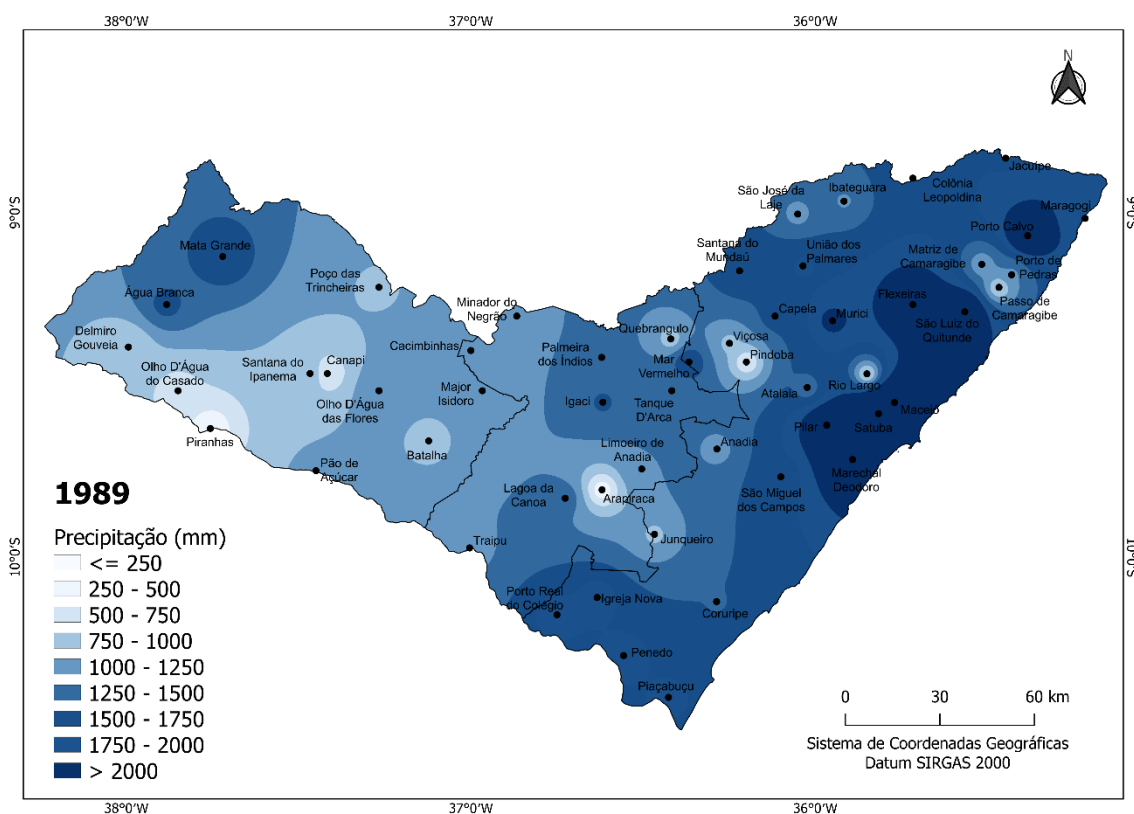 38°0'W
37°0'W
36°0'W
N
9°0'S
9°0'S
10°0'S
10°0'S
Jacuípe
Colônia
Leopoldina
Ibateguara
São José da
Laje
Maragogi
Porto Calvo
Mata Grande
Santana do
Mundaú
União dos
Palmares
Matriz de
Camaragibe
Porto de
Pedras
Passo de
Camaragibe
Poço das
Trincheiras
Água Branca
Minador do
Negrão
Flexeiras
São Luiz do
Quitunde
Capela
Murici
Delmiro
Gouveia
Quebrangulo
Viçosa
Cacimbinhas
Palmeira
dos Índios
Mar
Vermelho
Pindoba
Olho D'Água
do Casado
Santana do
Ipanema
Canapi
Rio Largo
Atalaia
Olho D'Água
das Flores
Major
Isidoro
Igaci
Tanque
D'Arca
Maceió
Satuba
Pilar
Piranhas
Batalha
Limoeiro de
Anadia
Anadia
Marechal
Deodoro
Pão de
Açúcar
Lagoa da
Canoa
Arapiraca
São Miguel
dos Campos
Traipu
Junqueiro
Porto Real
do Colégio
Igreja Nova
Coruripe
Penedo
Piaçabuçu
1989
Precipitação (mm)
<= 250
250 - 500
500 - 750
750 - 1000
1000 - 1250
1250 - 1500
1500 - 1750
1750 - 2000
> 2000
0 30 60 km
Sistema de Coordenadas Geográficas
Datum SIRGAS 2000
38°0'W
37°0'W
36°0'W